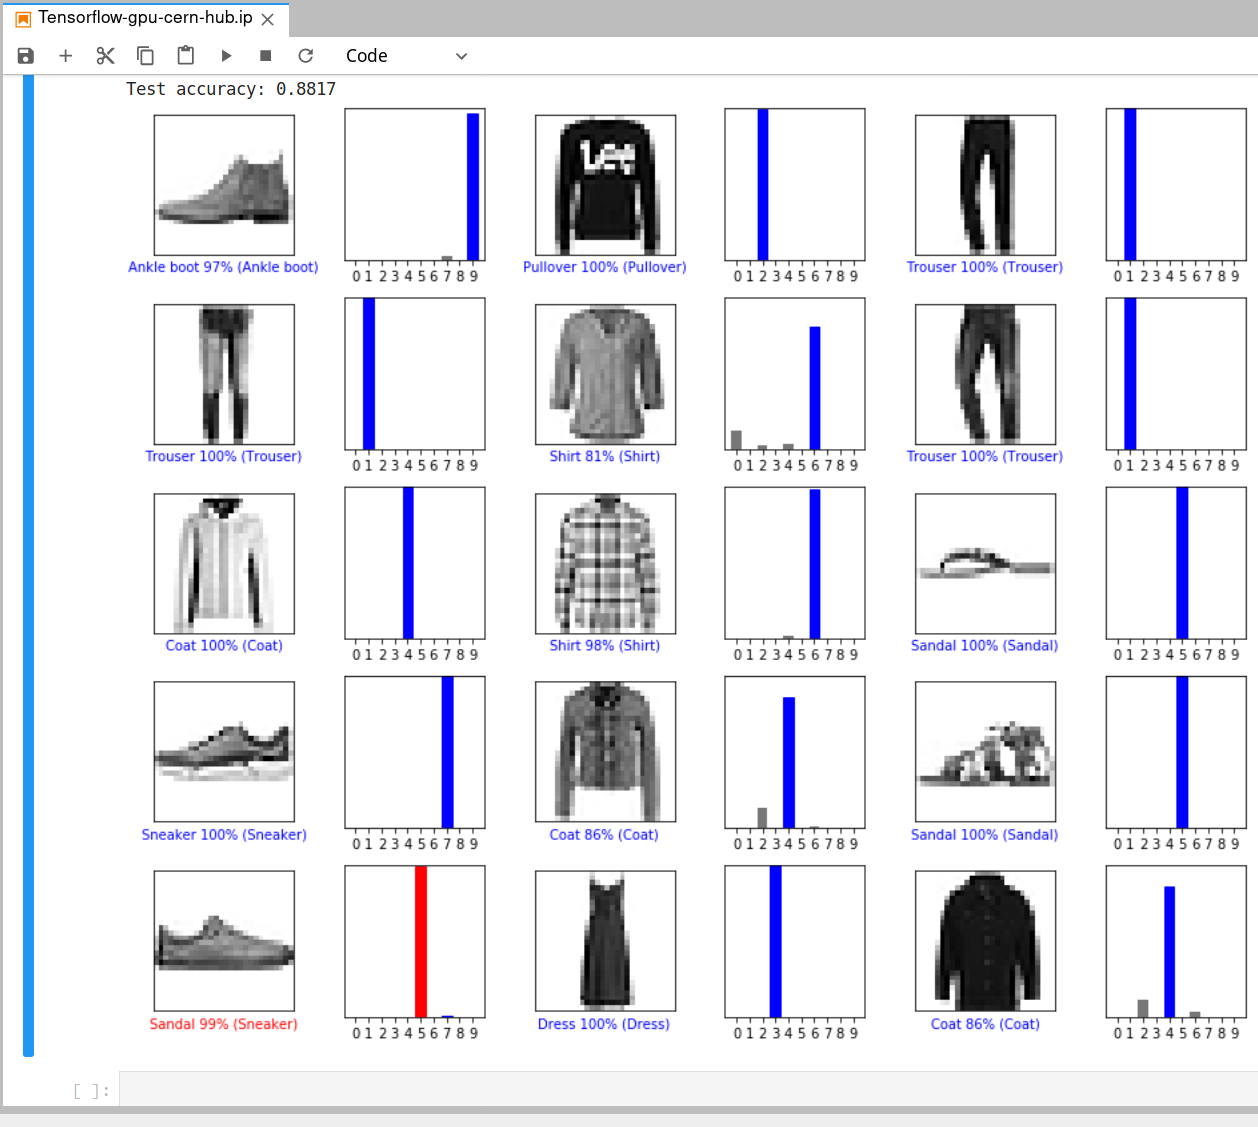 Tensorflow-gpu-cern-hub.ip
Code
Test accuracy: 0.8817
Lee
Ankle boot 97% (Ankle boot)
0 1 2 3 4 5 6 7 8 9
Pullover 100% (Pullover)
0 1 2 3 4 5 6 7 8 9
Trouser 100% (Trouser)
0 1 2 3 4 5 6 7 8 9
Trouser 100% (Trouser)
0 1 2 3 4 5 6 7 8 9
Shirt 81% (Shirt)
0 1 2 3 4 5 6 7 8 9
Trouser 100% (Trouser)
0 1 2 3 4 5 6 7 8 9
Coat 100% (Coat)
0 1 2 3 4 5 6 7 8 9
Shirt 98% (Shirt)
0 1 2 3 4 5 6 7 8 9
Sandal 100% (Sandal)
0 1 2 3 4 5 6 7 8 9
Sneaker 100% (Sneaker)
0 1 2 3 4 5 6 7 8 9
Coat 86% (Coat)
0 1 2 3 4 5 6 7 8 9
Sandal 100% (Sandal)
0 1 2 3 4 5 6 7 8 9
Sandal 99% (Sneaker)
0 1 2 3 4 5 6 7 8 9
Dress 100% (Dress)
0 1 2 3 4 5 6 7 8 9
Coat 86% (Coat)
0 1 2 3 4 5 6 7 8 9
[ ]: